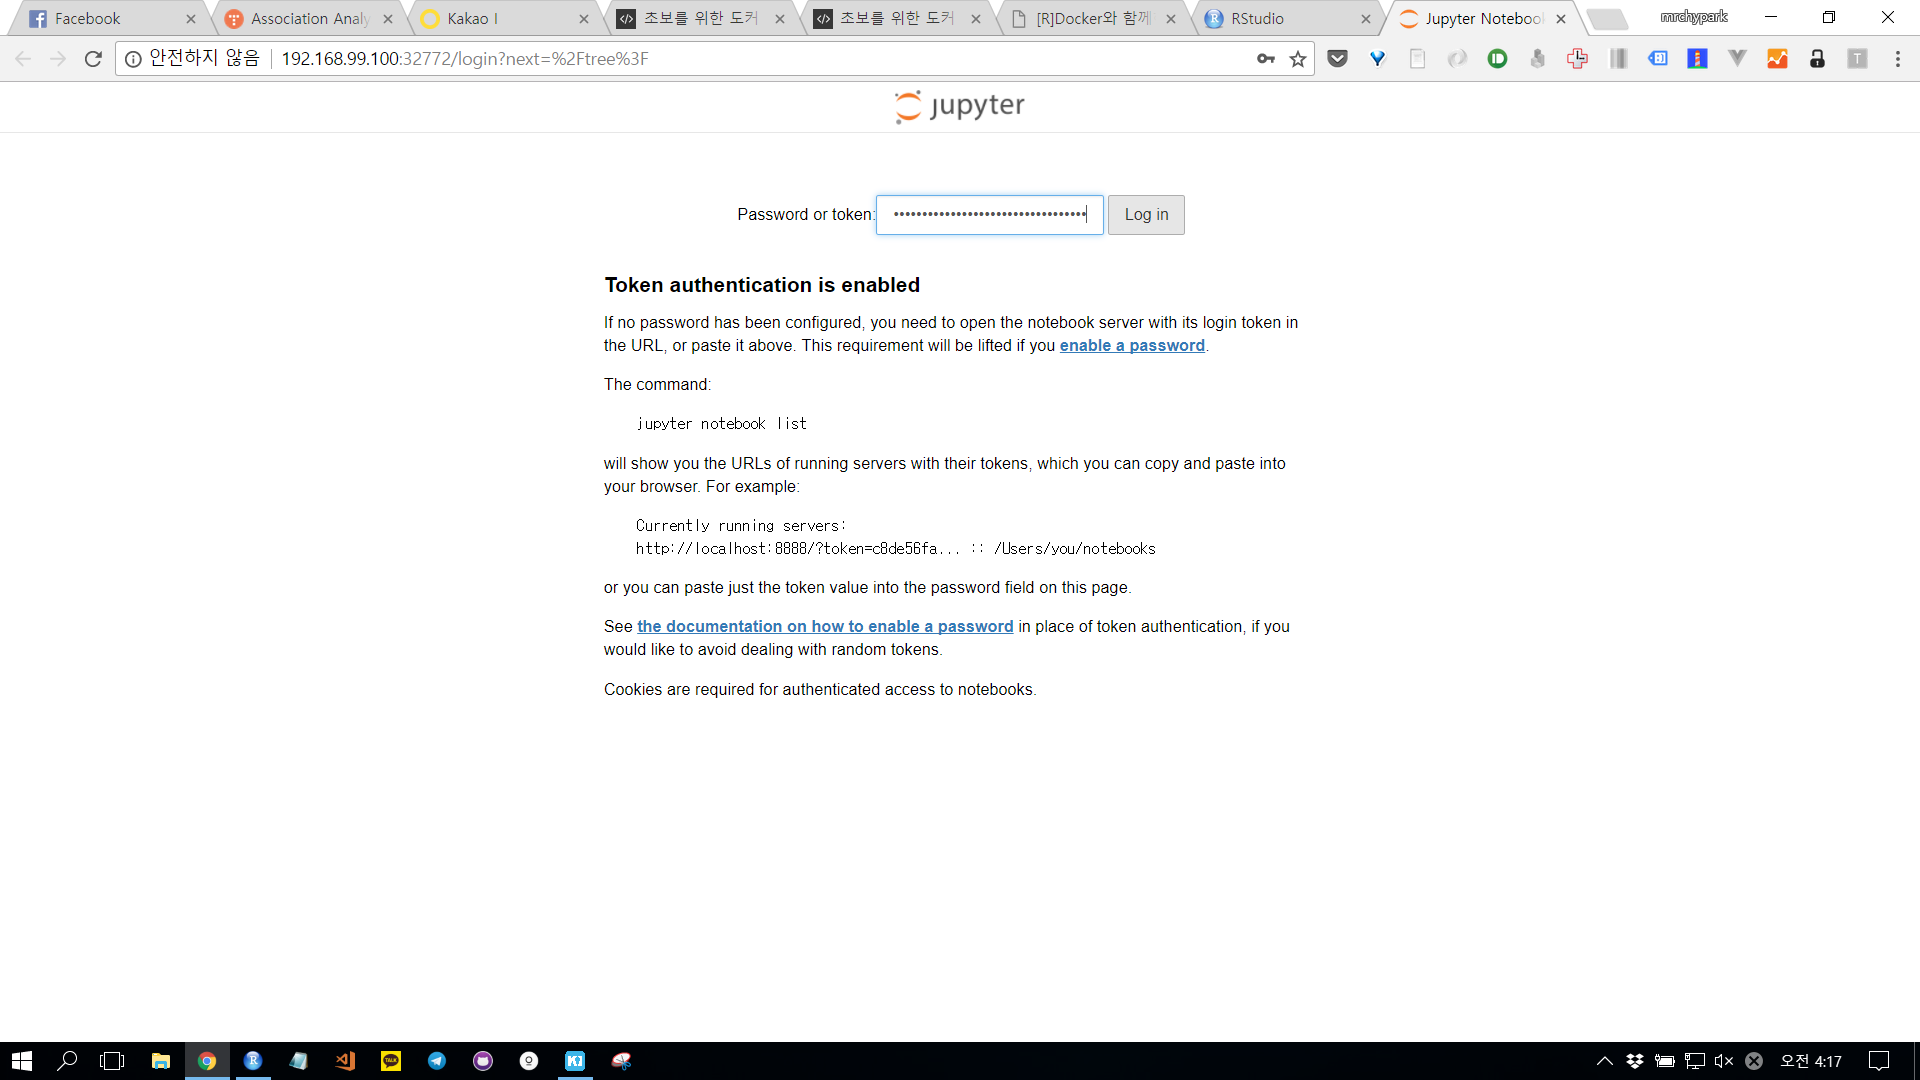 Facebook
Association Analy
Kakao I
초보를 위한 도커
초보를 위한 도커
[R]Docker와 함께
RStudio
Jupyter Notebook
mrchypark
안전하지 않음
192.168.99.100:32772/login?next=%2Ftree%3F
jupyter
Password or token:
Log in
Token authentication is enabled
If no password has been configured, you need to open the notebook server with its login token in
the URL, or paste it above. This requirement will be lifted if you enable a password.
The command:
jupyter notebook list
will show you the URLs of running servers with their tokens, which you can copy and paste into
your browser. For example:
Currently running servers:
http://localhost:8888/?token=c8de56fa... :: /Users/you/notebooks
or you can paste just the token value into the password field on this page.
See the documentation on how to enable a password in place of token authentication, if you
would like to avoid dealing with random tokens.
Cookies are required for authenticated access to notebooks.
TALK
오전 4:17